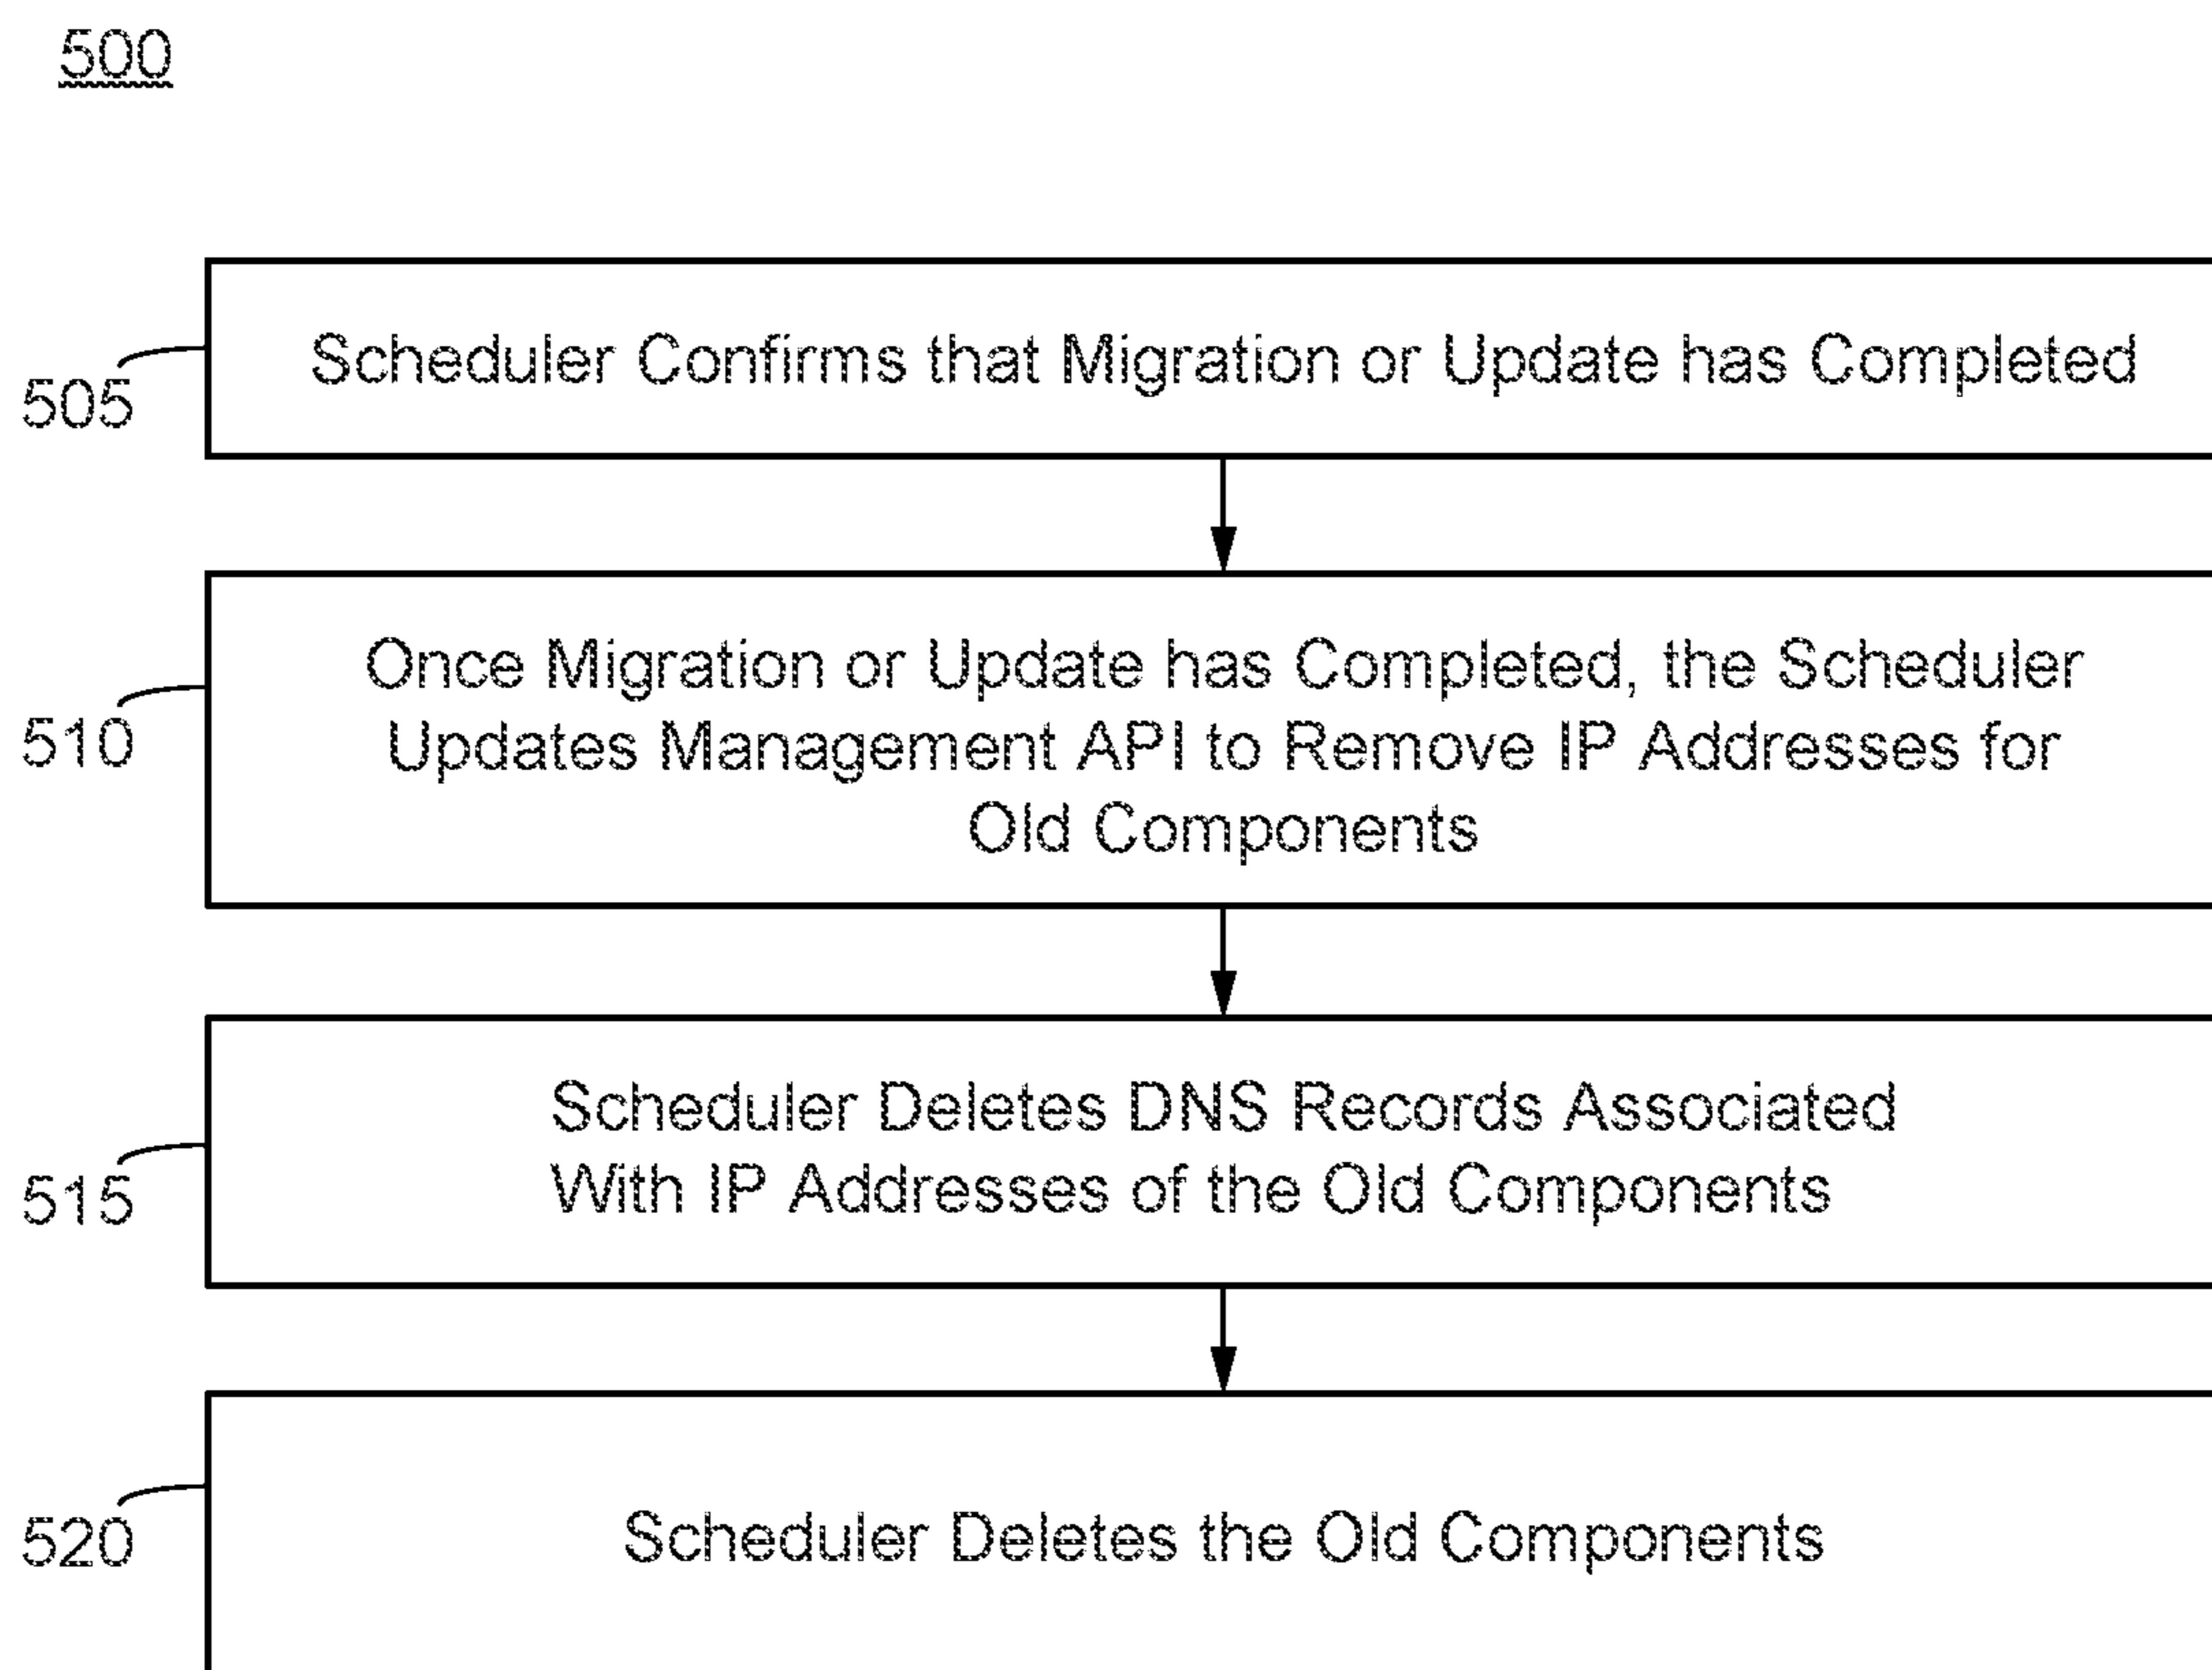 500
Scheduler Confirms that Migration or Update has Completed
505
Once Migration or Update has Completed, the Scheduler
Updates Management API to Remove IP Addresses for
Old Components
510
Scheduler Deletes DNS Records Associated
With IP Addresses of the Old Components
515
Scheduler Deletes the Old Components
520